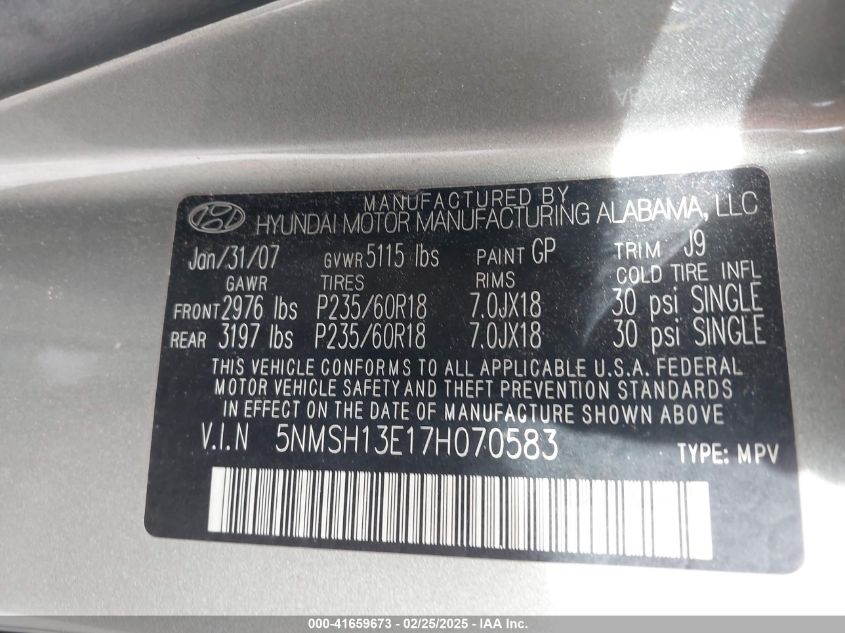 MANUFACTURED BY
HYUNDAI MOTOR MANUFACTURING ALABAMA, LLC
Jan/31/07 GVWR 5115 lbs PAINT GP TRIM J9
GAWR TIRES RIMS COLD TIRE INFL
FRONT 2976 lbs P235/60R18 7.0JX18 30 psi SINGLE
REAR 3197 lbs P235/60R18 7.0JX18 30 psi SINGLE
THIS VEHICLE CONFORMS TO ALL APPLICABLE U.S.A. FEDERAL
MOTOR VEHICLE SAFETY AND THEFT PREVENTION STANDARDS
IN EFFECT ON THE DATE OF MANUFACTURE SHOWN ABOVE
V.I.N 5NMSH13E17H070583 TYPE: MPV
000-41659673 - 02/25/2025 - IAA, Inc.